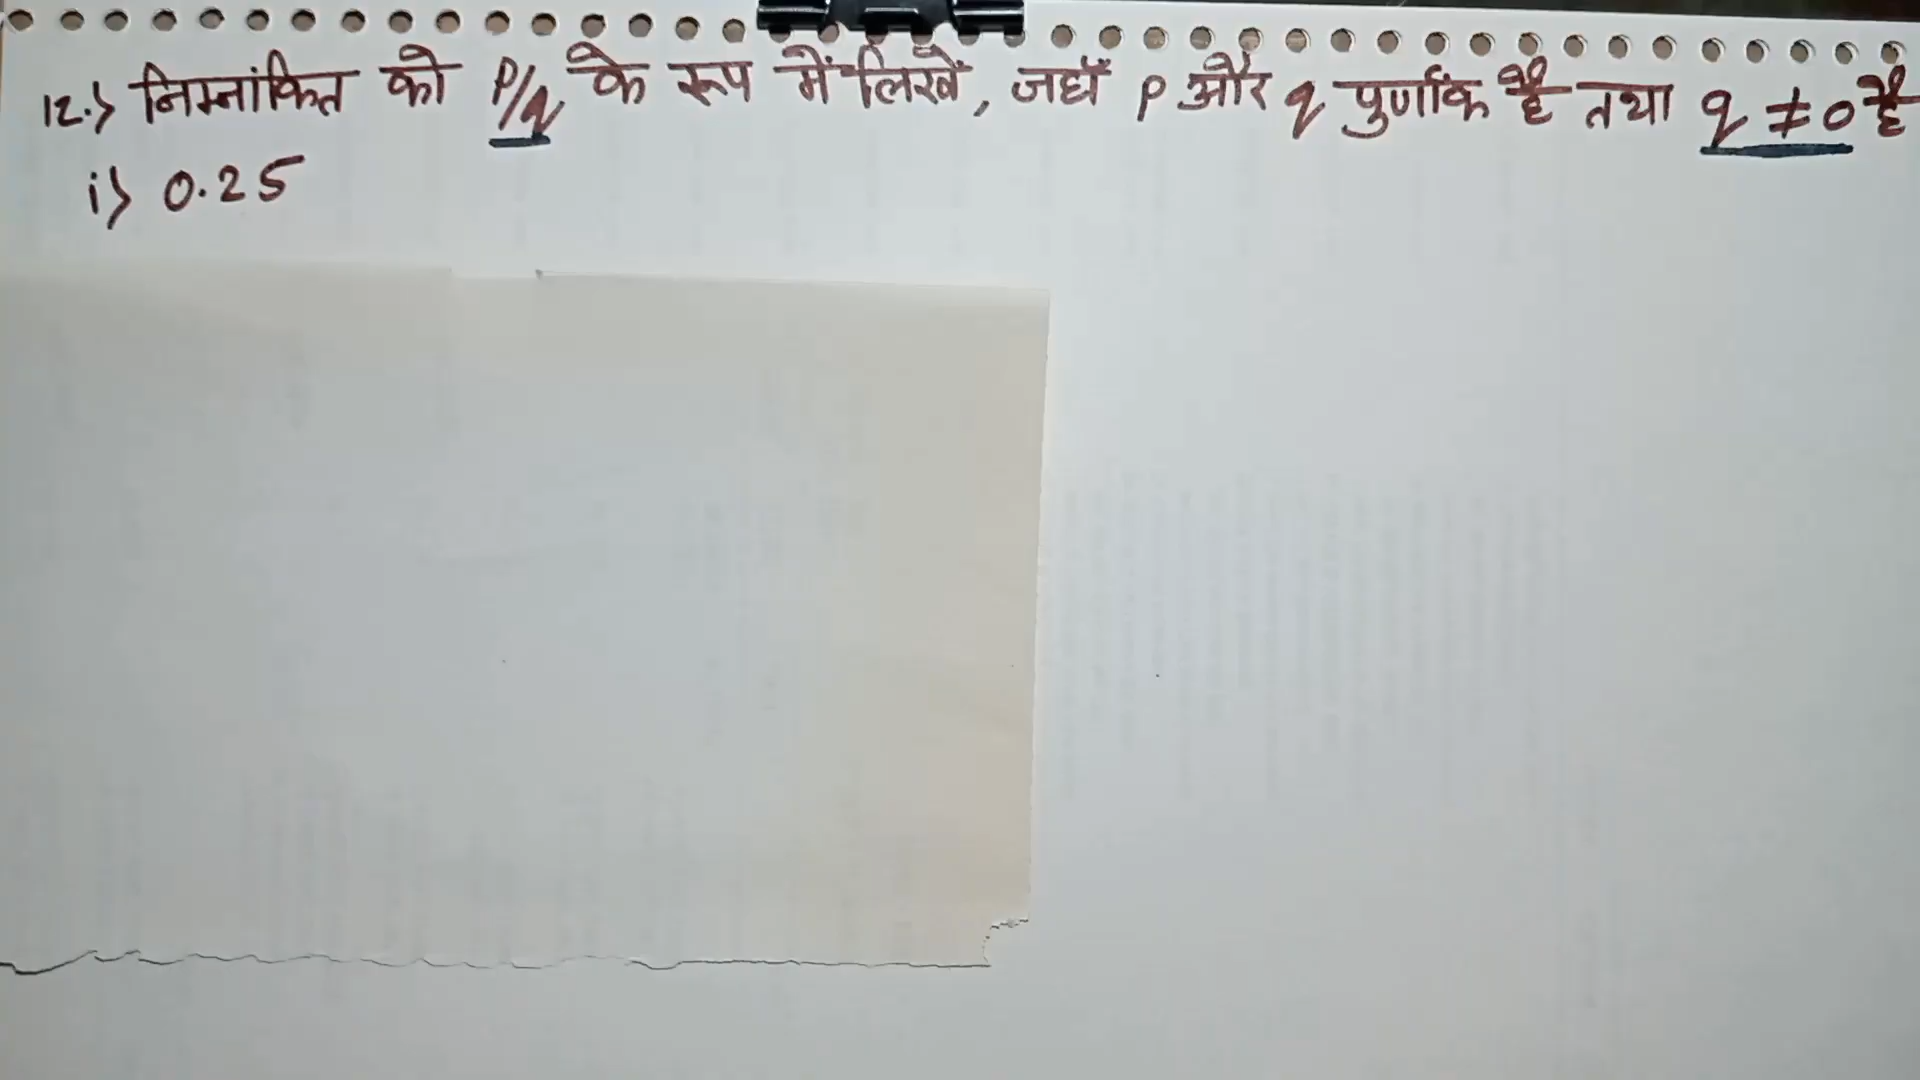 12.> निम्नांकित को P/q के रूप में लिखें, जहाँ p और q पुर्णांक है तथा q ≠ 0 है
i> 0.25